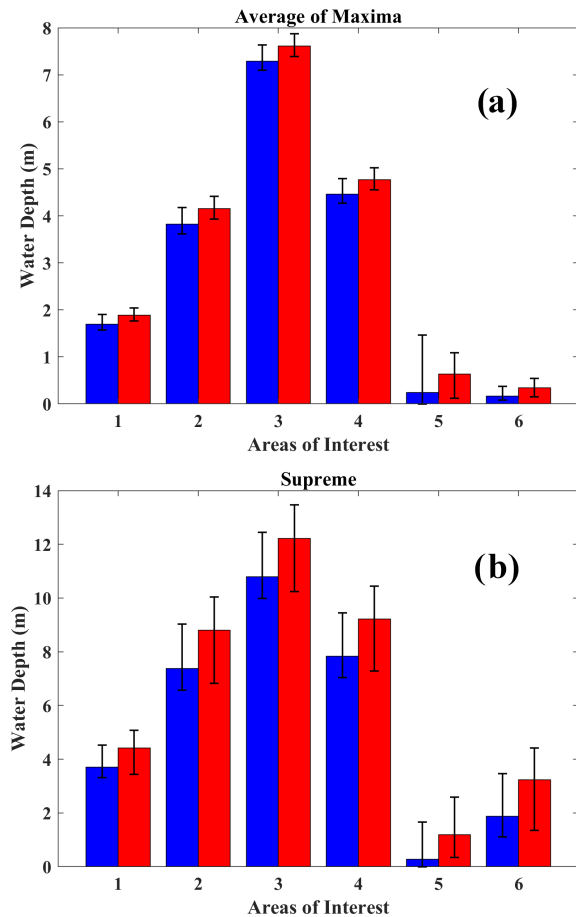 Average of Maxima
8
7
6
5
4
3
2
1
0
Water Depth (m)
(a)
1 2 3 4 5 6
Areas of Interest
Supreme
14
12
10
8
6
4
2
0
Water Depth (m)
(b)
1 2 3 4 5 6
Areas of Interest